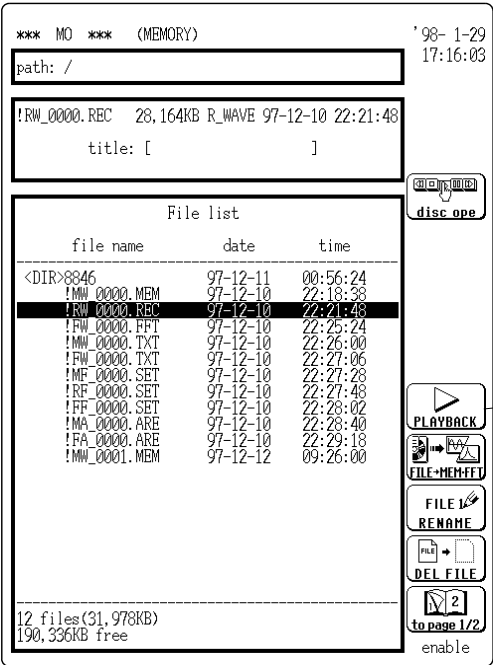 *** MO *** (MEMORY)
'98- 1-29
17:16:03
path: /
!RW_0000.REC 28,164KB R_WAVE 97-12-10 22:21:48
title: [ ]
disc ope
File list
file name date time
<DIR>8846 97-12-11 00:56:24
!MW_0000.MEM 97-12-10 22:18:38
!RW_0000.REC 97-12-10 22:21:48
!FW_0000.FFT 97-12-10 22:25:24
!MW_0000.TXT 97-12-10 22:26:00
!FW_0000.TXT 97-12-10 22:27:06
!MF_0000.SET 97-12-10 22:27:28
!RF_0000.SET 97-12-10 22:27:48
!FF_0000.SET 97-12-10 22:28:02
!MA_0000.ARE 97-12-10 22:28:40
!FA_0000.ARE 97-12-10 22:29:18
!MW_0001.MEM 97-12-12 09:26:00
PLAYBACK
FILE→MEM•FFT
FILE 1
RENAME
FILE
DEL FILE
2
to page 1/2
12 files(31,978KB)
190,336KB free
enable